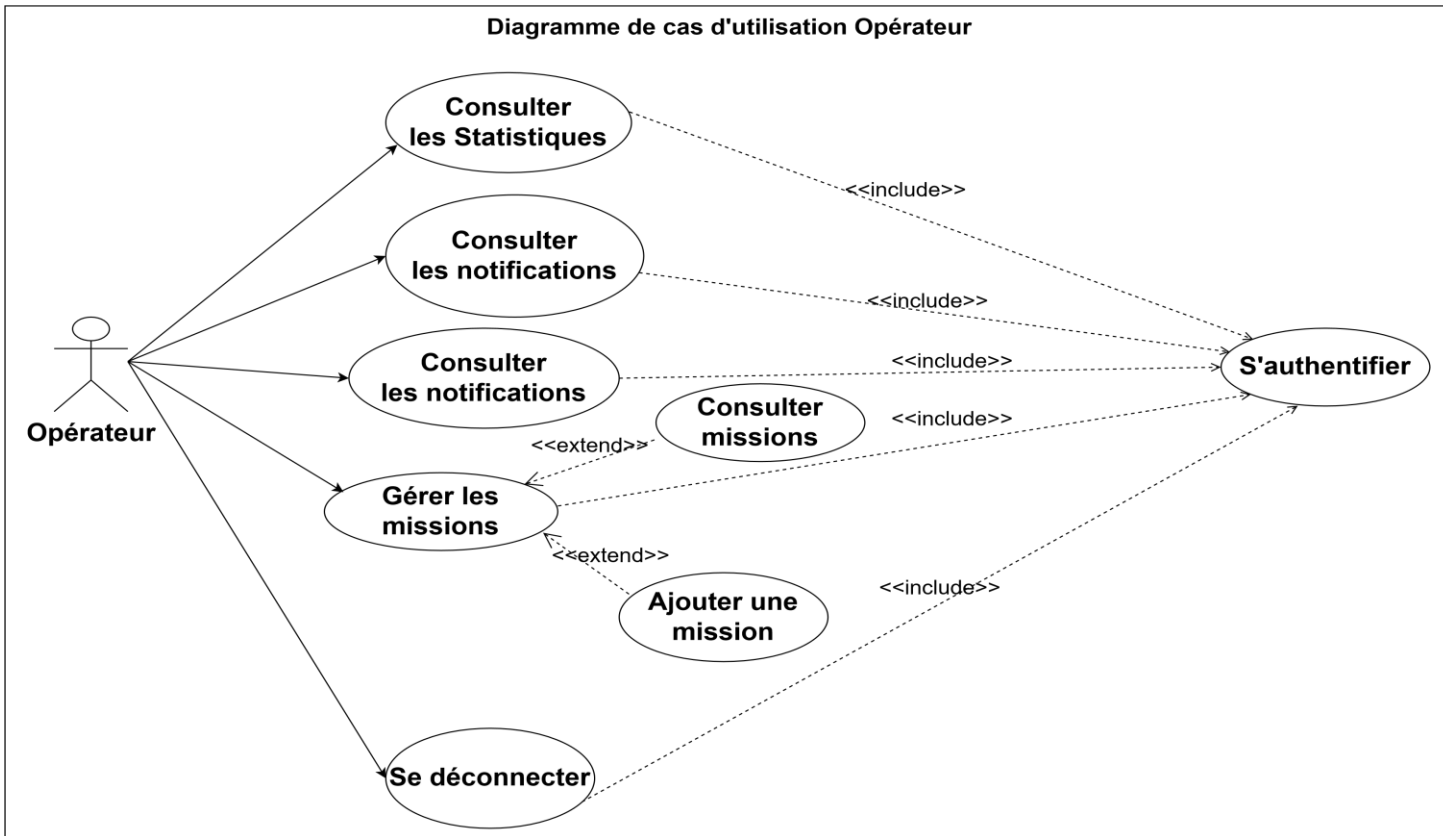 Diagramme de cas d'utilisation Opérateur
Consulter
les Statistiques
<<include>>
Consulter
les notifications
<<include>>
Consulter
les notifications
<<include>>
S'authentifier
Opérateur
Consulter
missions
<<include>>
<<extend>>
Gérer les
missions
<<extend>>
Ajouter une
mission
<<include>>
Se déconnecter